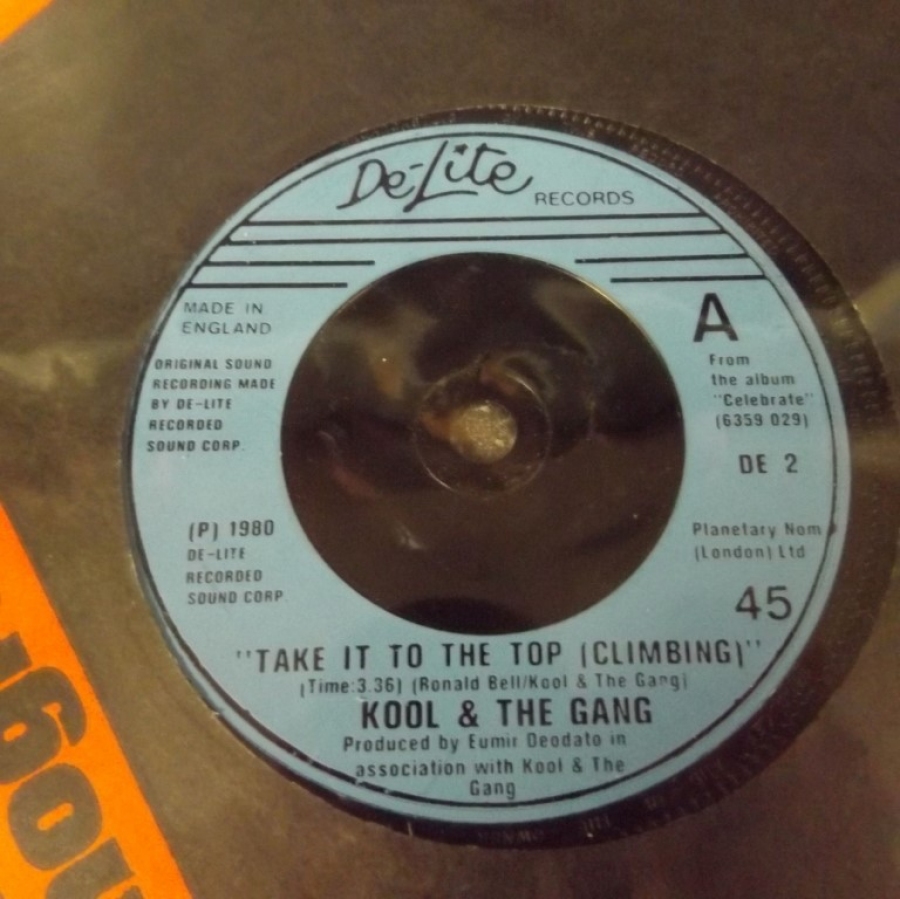 De-Lite RECORDS
MADE IN
ENGLAND
ORIGINAL SOUND
RECORDING MADE
BY DE-LITE
RECORDED
SOUND CORP.
(P) 1980
DE-LITE
RECORDED
SOUND CORP.
A
From
the album
"Celebrate"
(6359 029)
DE 2
Planetary Nom
(London) Ltd
45
"TAKE IT TO THE TOP (CLIMBING)"
(Time:3.36) (Ronald Bell/Kool & The Gang)
KOOL & THE GANG
Produced by Eumir Deodato in
association with Kool & The
Gang